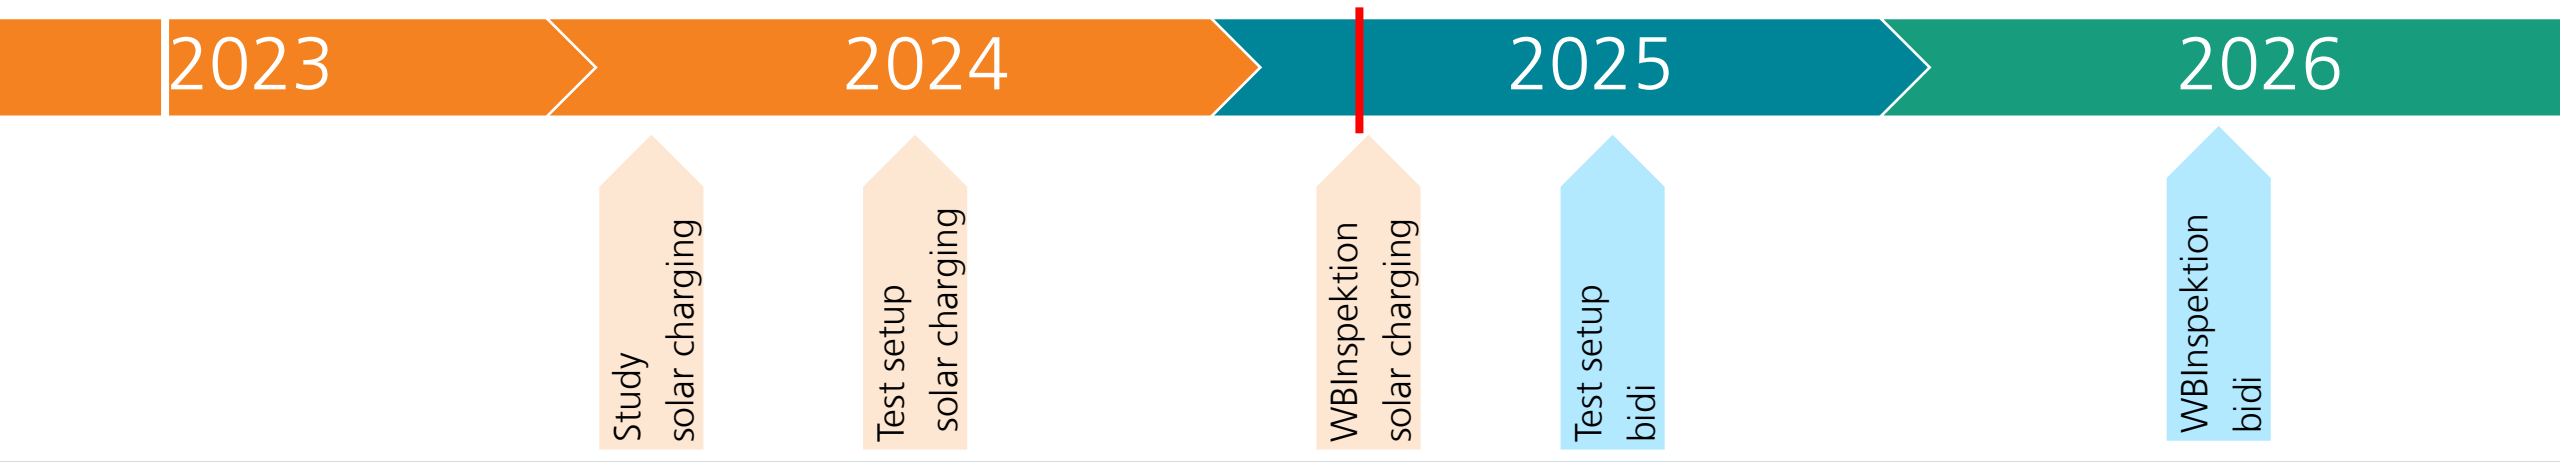 2023
2024
2025
2026
Study
solar charging
Test setup
solar charging
WBInspektion
solar charging
Test setup
bidi
WBInspektion
bidi